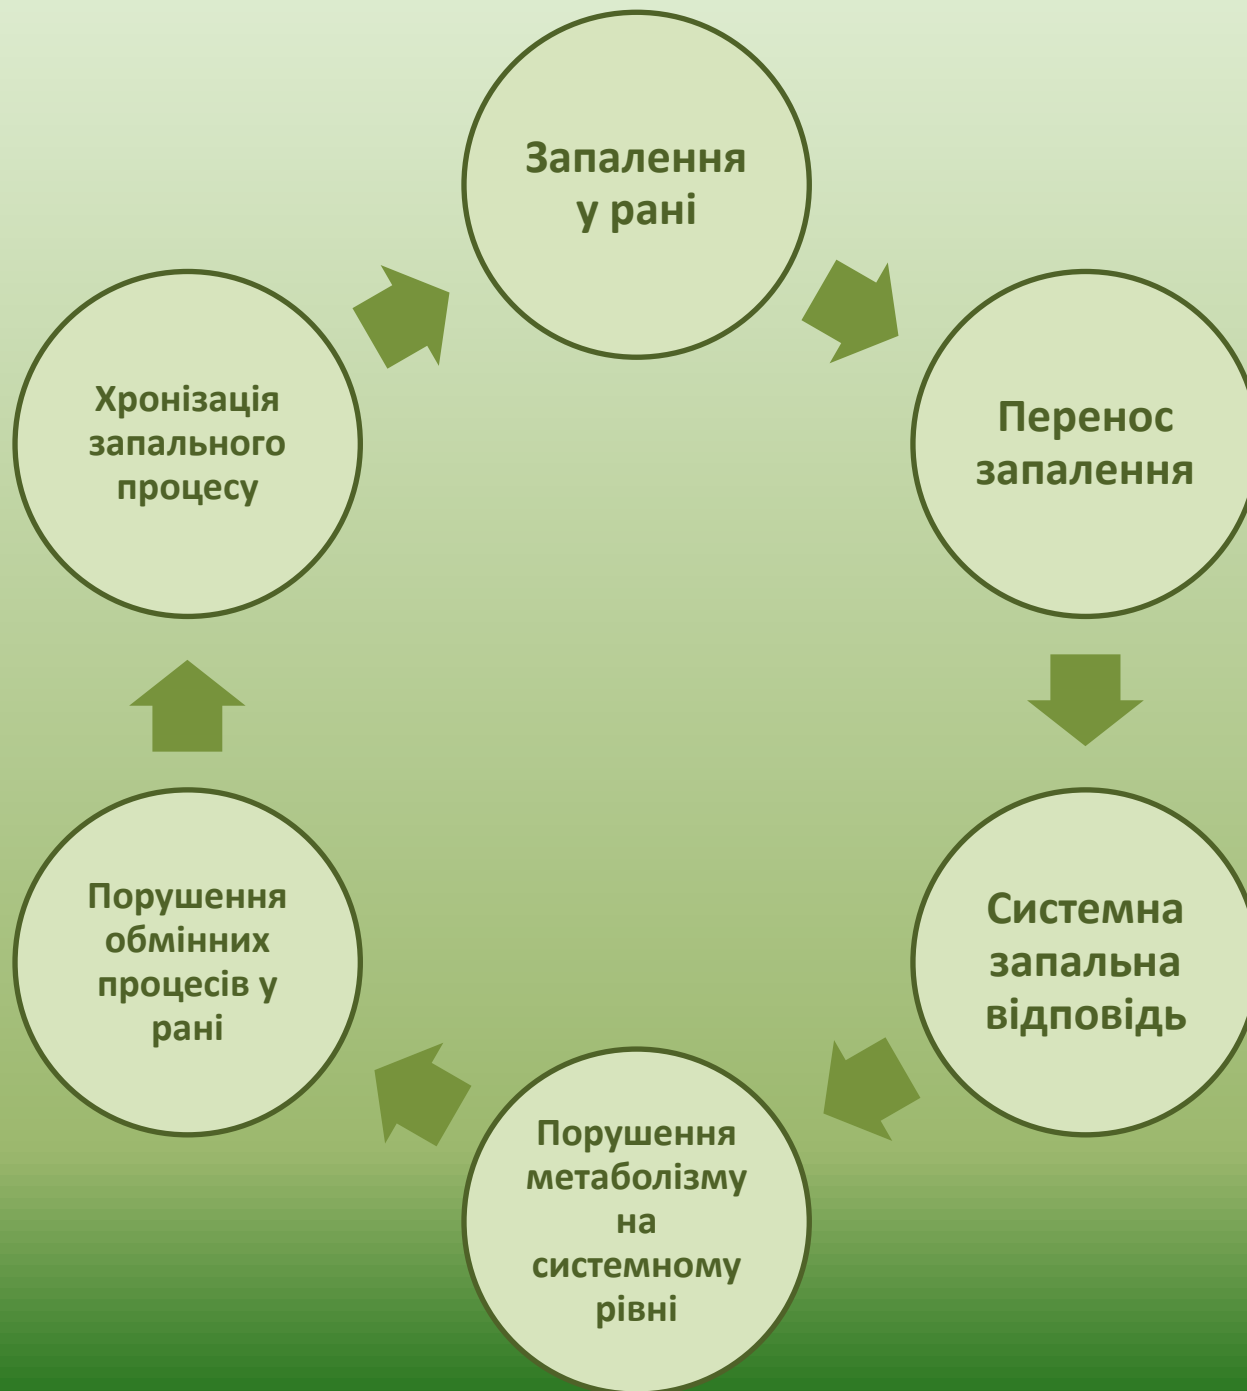 Запалення
у рані
Перенос
запалення
Системна
запальна
відповідь
Порушення
метаболізму
на
системному
рівні
Порушення
обмінних
процесів у
рані
Хронізація
запального
процесу